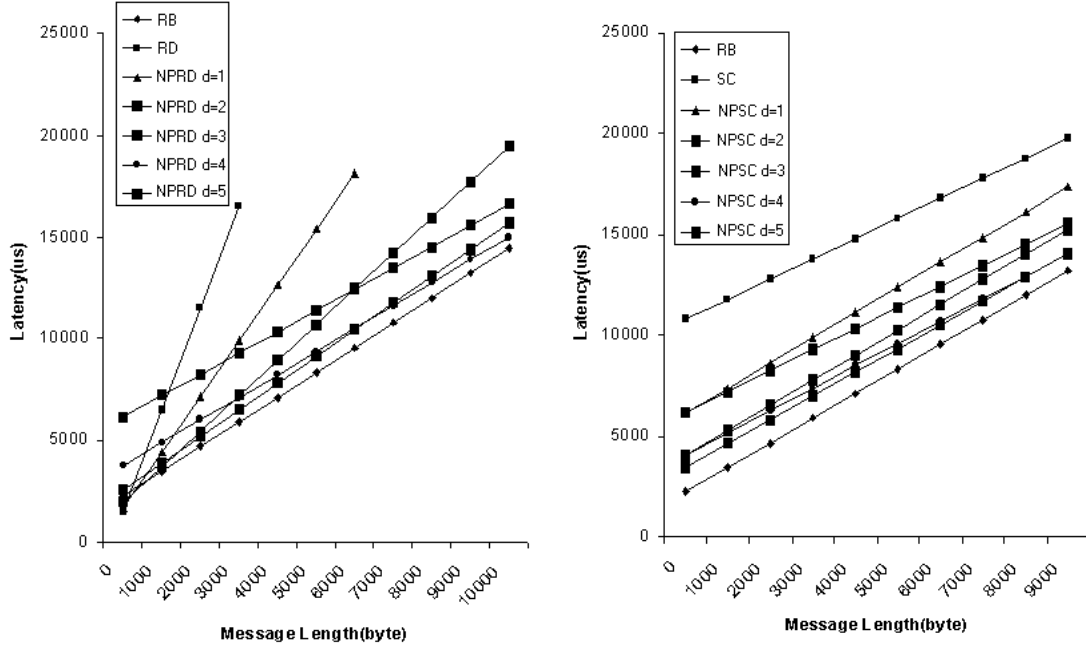 25000
20000
15000
10000
5000
0
Latency(us)
RB
RD
NPRD d=1
NPRD d=2
NPRD d=3
NPRD d=4
NPRD d=5
0
1000
2000
3000
4000
5000
6000
7000
8000
9000
10000
Message Length(byte)
25000
20000
15000
10000
5000
0
Latency(us)
RB
SC
NPSC d=1
NPSC d=2
NPSC d=3
NPSC d=4
NPSC d=5
0
1000
2000
3000
4000
5000
6000
7000
8000
9000
Message Length(byte)